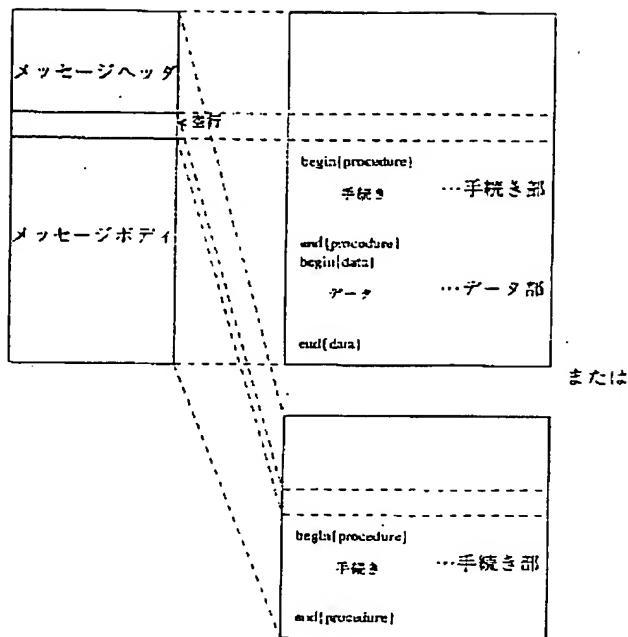 メッセージヘッダ
空行
メッセージボディ
begin{procedure}
手続き …手続き部
end{procedure}
begin{data}
データ …データ部
end{data}
または
begin{procedure}
手続き …手続き部
end{procedure}